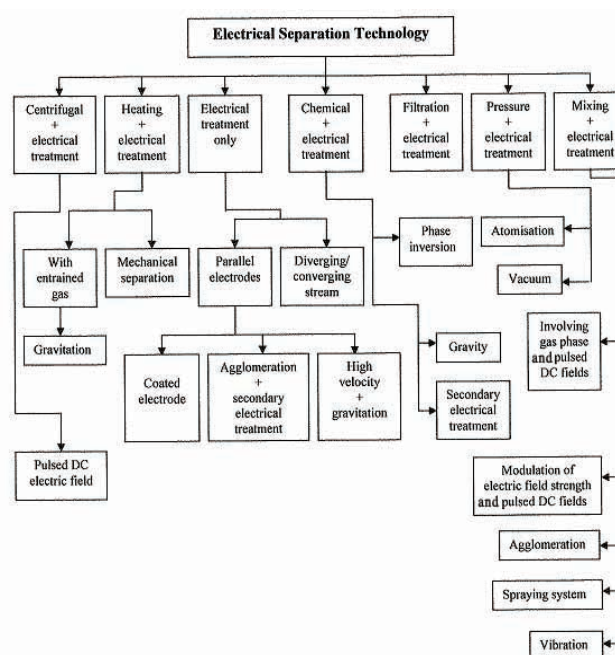 Electrical Separation Technology
Centrifugal
+
electrical
treatment
Heating
+
electrical
treatment
Electrical
treatment
only
Chemical
+
electrical
treatment
Filtration
+
electrical
treatment
Pressure
+
electrical
treatment
Mixing
+
electrical
treatment
With
entrained
gas
Mechanical
separation
Parallel
electrodes
Diverging/
converging
stream
Phase
inversion
Atomisation
Vacuum
Gravitation
Coated
electrode
Agglomeration
+
secondary
electrical
treatment
High
velocity
+
gravitation
Gravity
Secondary
electrical
treatment
Involving
gas phase
and pulsed
DC fields
Pulsed DC
electric field
Modulation of
electric field strength
and pulsed DC fields
Agglomeration
Spraying system
Vibration